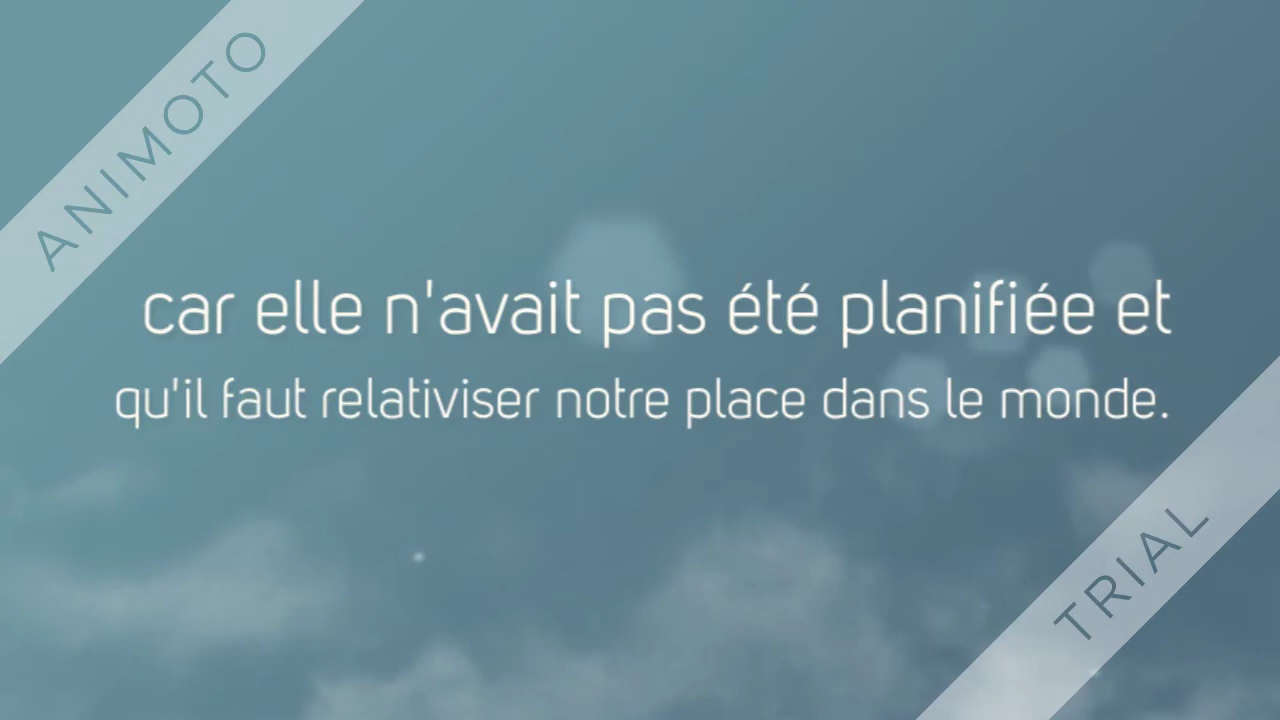 ANIMOTO
car elle n'avait pas été planifiée et
qu'il faut relativiser notre place dans le monde.
TRIAL